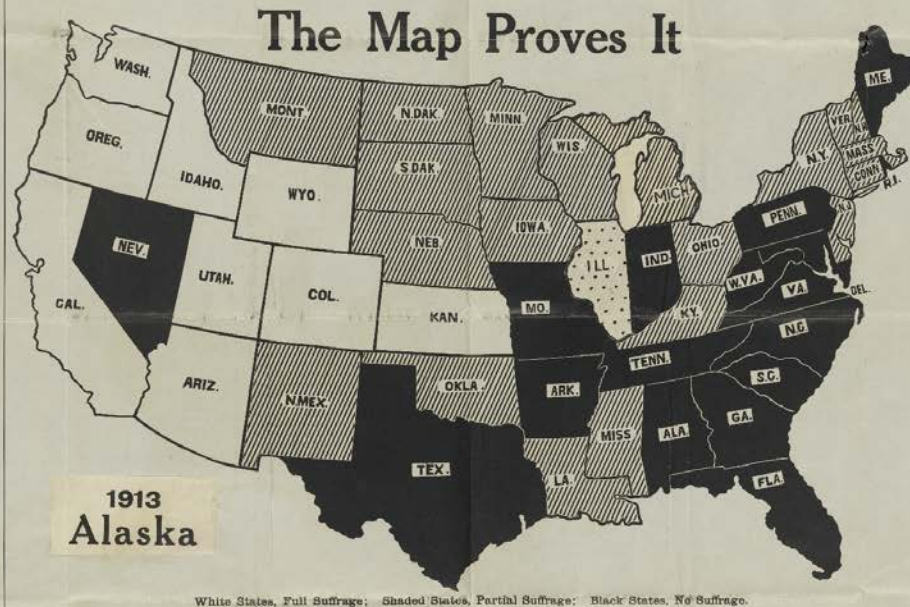 The Map Proves It
WASH.
OREG.
IDAHO.
MONT.
WYO.
NEV.
UTAH.
CAL.
COL.
ARIZ.
N.MEX.
N.DAK.
S.DAK.
NEB.
KAN.
OKLA.
TEX.
MINN.
IOWA.
MO.
ARK.
LA.
WIS.
ILL.
MICH.
IND.
OHIO.
KY.
TENN.
MISS
ALA.
GA.
FLA.
S.C.
N.C.
VA.
W.VA.
PENN.
DEL.
N.J.
N.Y.
CONN
R.I.
MASS
VER.
N.H.
ME.
1913
Alaska
White States, Full Suffrage; Shaded States, Partial Suffrage; Black States, No Suffrage.